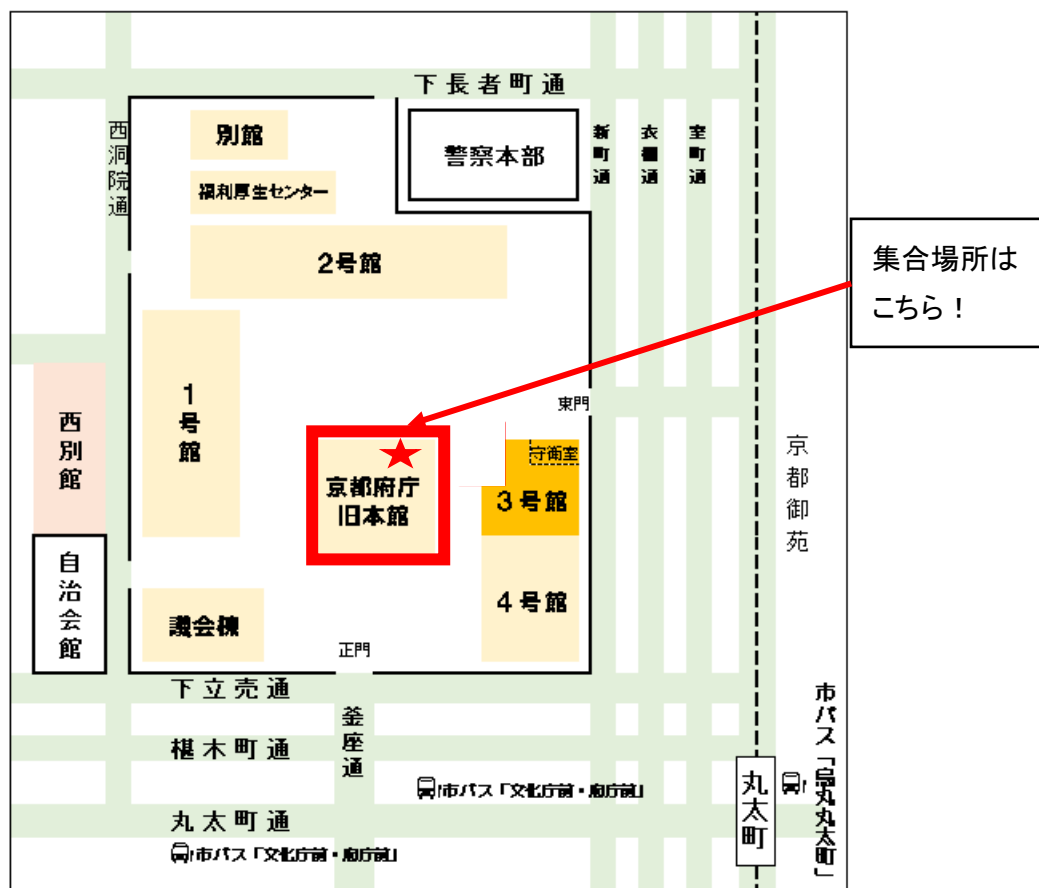 下長者町通
西洞院通
別館
福利厚生センター
警察本部
新町通
衣棚通
室町通
2号館
集合場所は
こちら！
1号館
東門
西別館
守衛室
京都府庁
旧本館
3号館
京都御苑
自治会館
4号館
議会棟
正門
下立売通
釜座通
椹木町通
市バス「文化庁前・府庁前」
丸太町
市バス「烏丸丸太町」
丸太町通
市バス「文化庁前・府庁前」